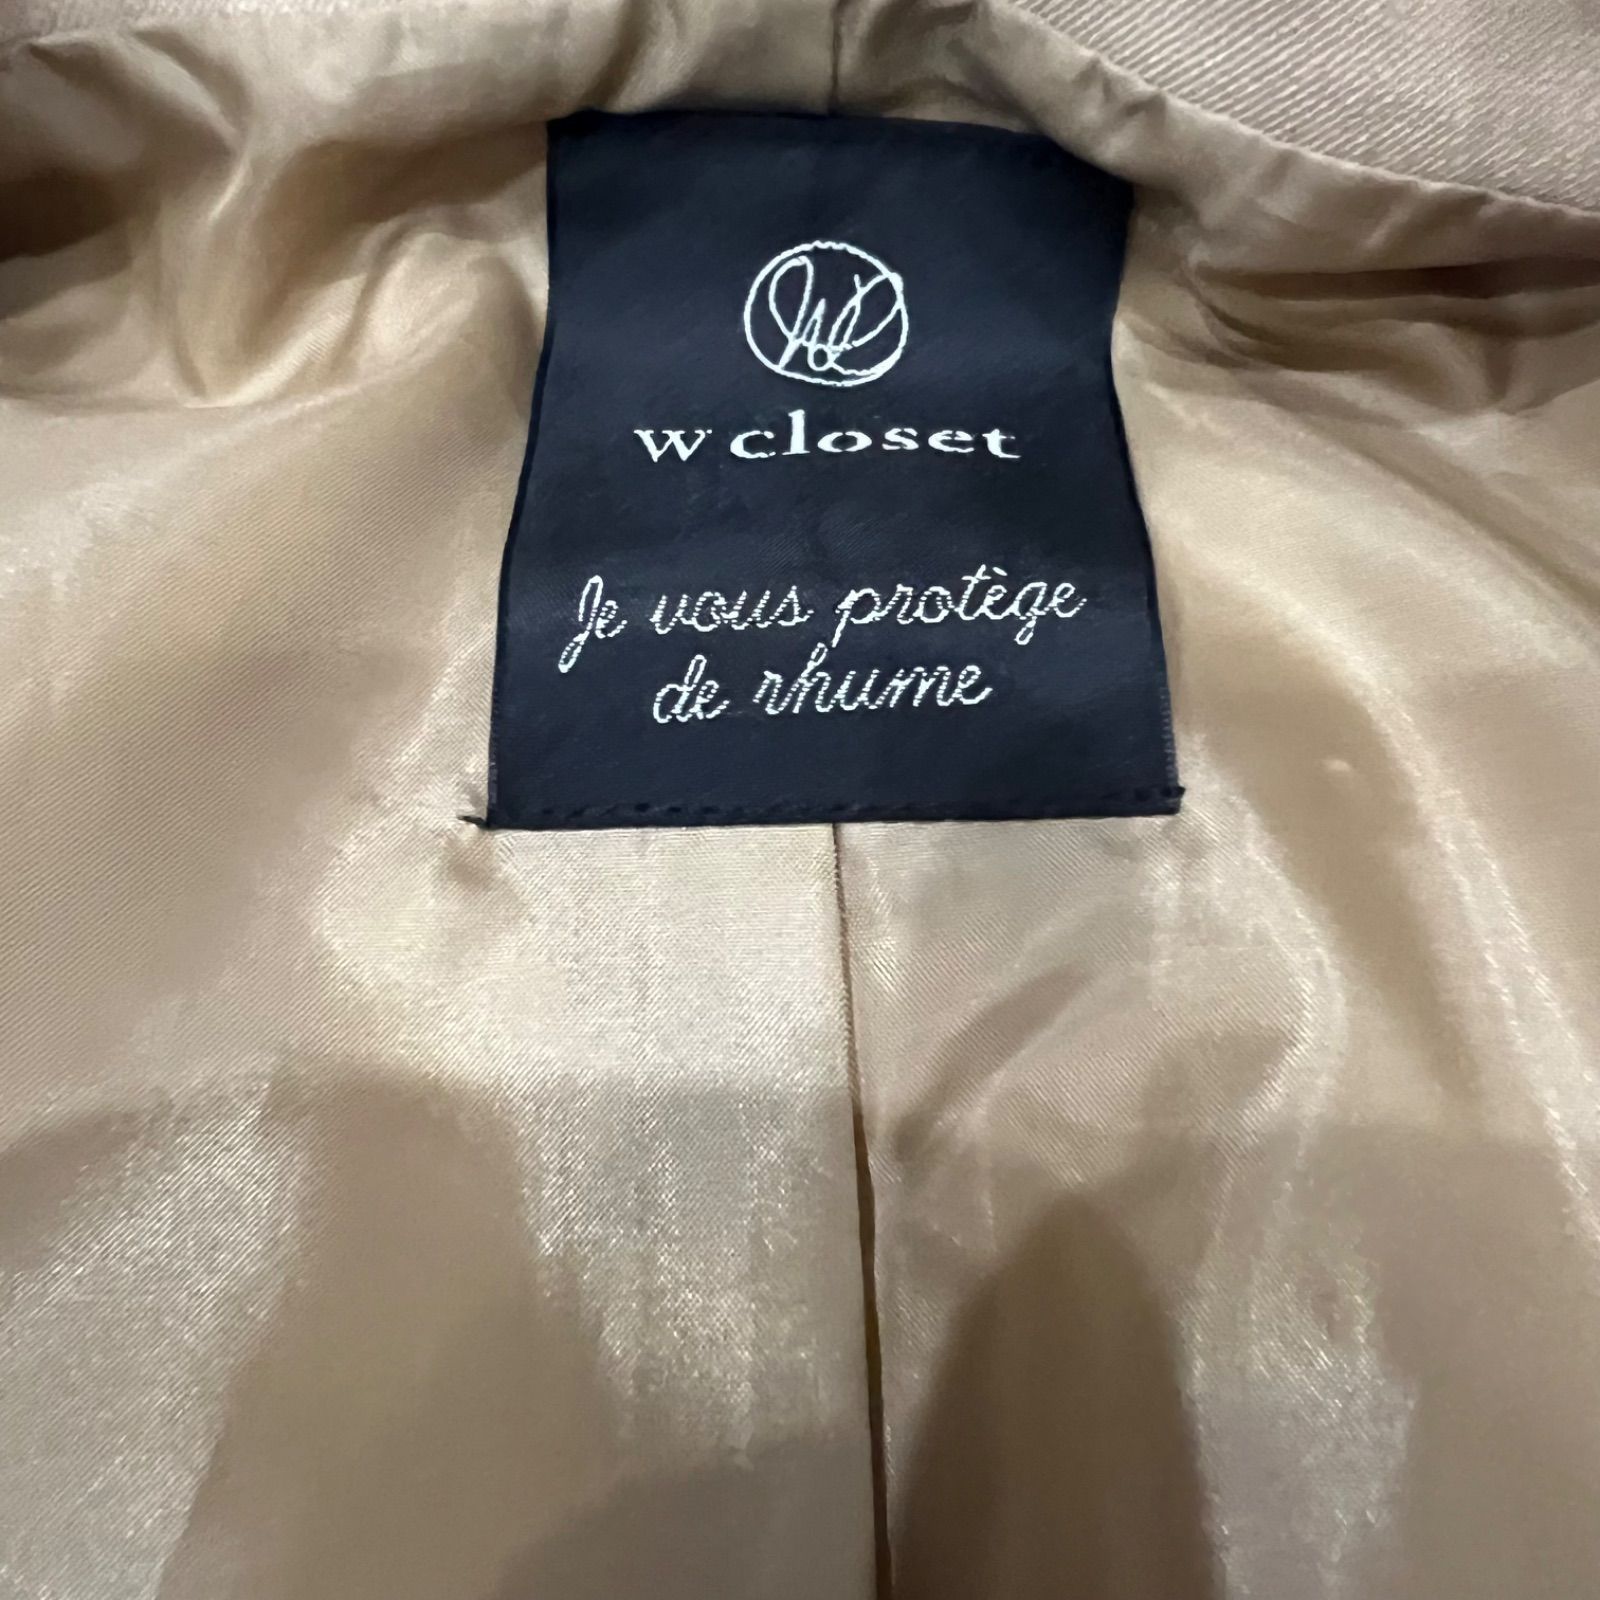 w closet
Je vous protège
de rhume